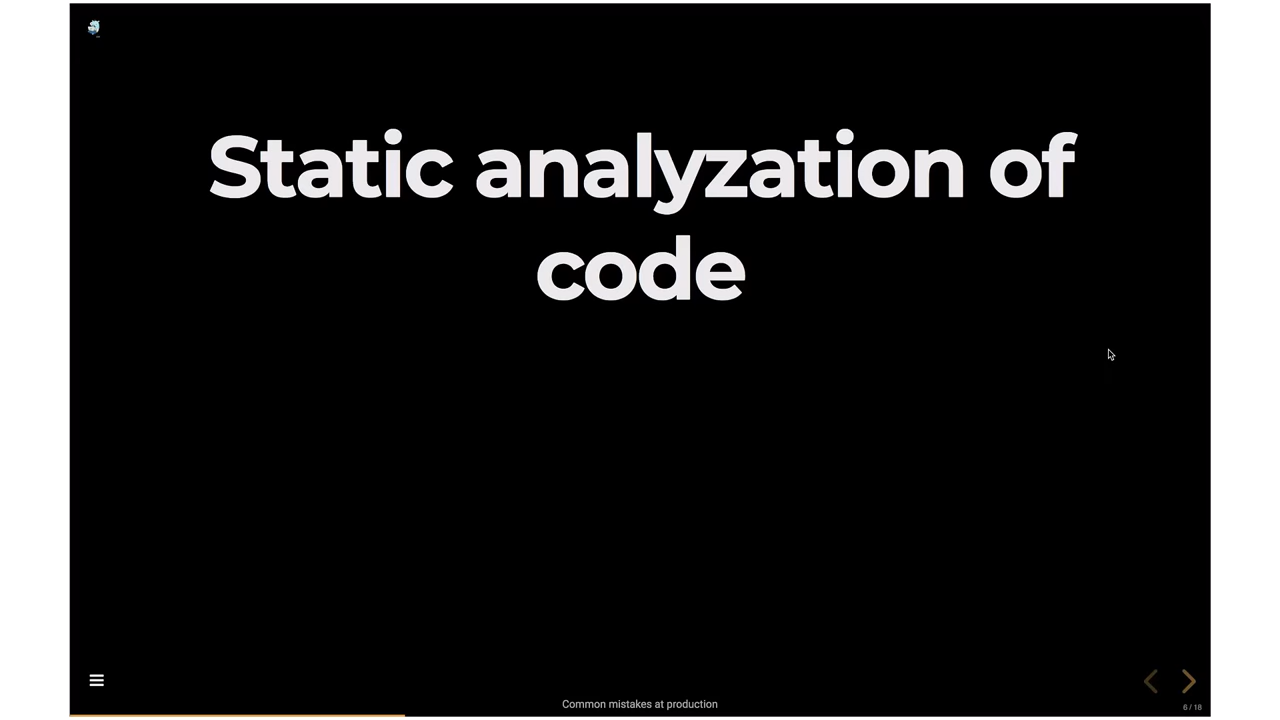 Static analyzation of
code
Common mistakes at production
6 / 18